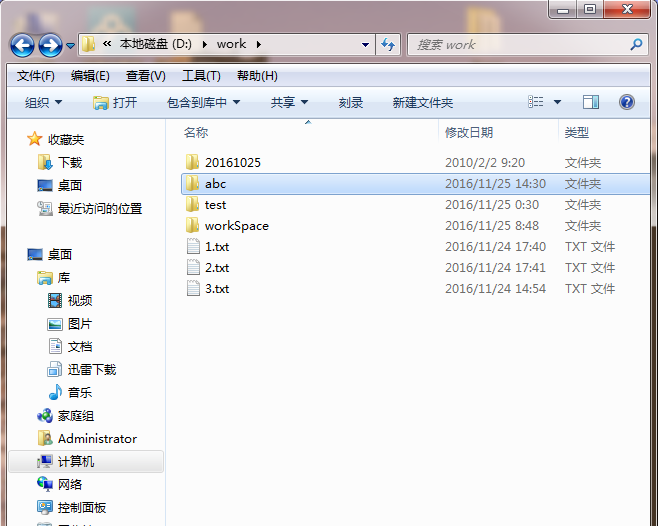 « 本地磁盘 (D:) ▸ work ▸
搜索 work
文件(F) 编辑(E) 查看(V) 工具(T) 帮助(H)
组织 打开 包含到库中 共享 刻录 新建文件夹
名称 修改日期 类型
20161025 2010/2/2 9:20 文件夹
abc 2016/11/25 14:30 文件夹
test 2016/11/25 0:30 文件夹
workSpace 2016/11/25 8:48 文件夹
1.txt 2016/11/24 17:40 TXT 文件
2.txt 2016/11/24 17:41 TXT 文件
3.txt 2016/11/24 14:54 TXT 文件
收藏夹
下载
桌面
最近访问的位置
桌面
库
视频
图片
文档
迅雷下载
音乐
家庭组
Administrator
计算机
网络
控制面板